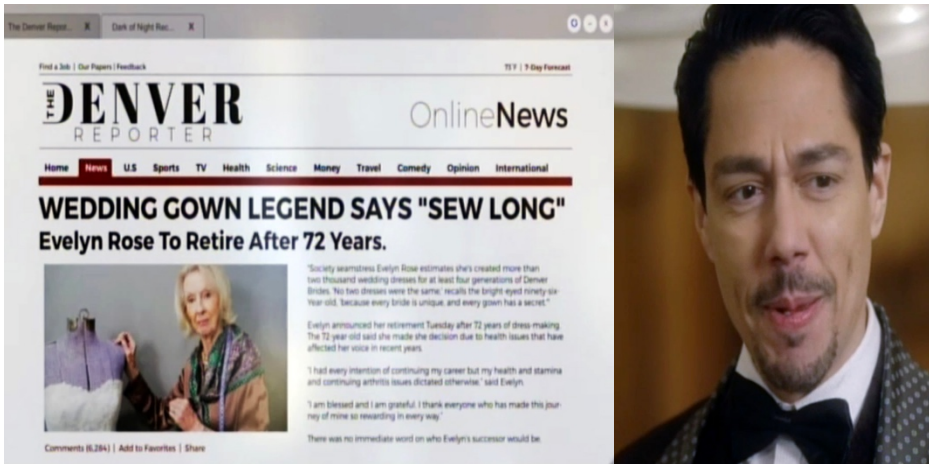 The Denver Repor... X Dark of Night Rec... X
Find a Job | Our Papers | Feedback
7-Day Forecast
THE DENVER
REPORTER
OnlineNews
Home News U.S Sports TV Health Science Money Travel Comedy Opinion International
WEDDING GOWN LEGEND SAYS "SEW LONG"
Evelyn Rose To Retire After 72 Years.
"Society seamstress Evelyn Rose estimates she's created more than
two thousand wedding dresses for at least four generations of Denver
Brides. 'No two dresses were the same,' recalls the bright eyed ninety-six-
Year-old, 'because every bride is unique, and every gown has a secret."
Evelyn announced her retirement Tuesday after 72 years of dress-making.
The 72-year-old said she made she decision due to health issues that have
affected her voice in recent years.
"I had every intention of continuing my career but my health and stamina
and continuing arthritis issues dictated otherwise," said Evelyn.
"I am blessed and I am grateful. I thank everyone who has made this jour-
ney of mine so rewarding in every way."
There was no immediate word on who Evelyn's successor would be.
Comments (6,284) | Add to Favorites | Share